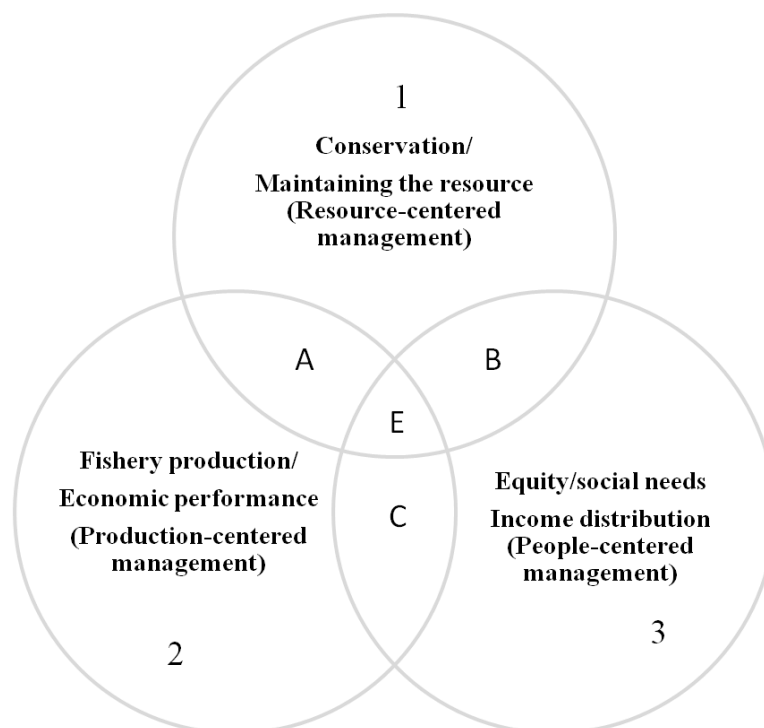 1
Conservation/
Maintaining the resource
(Resource-centered
management)
A
B
E
Fishery production/
Economic performance
(Production-centered
management)
C
Equity/social needs
Income distribution
(People-centered
management)
2
3